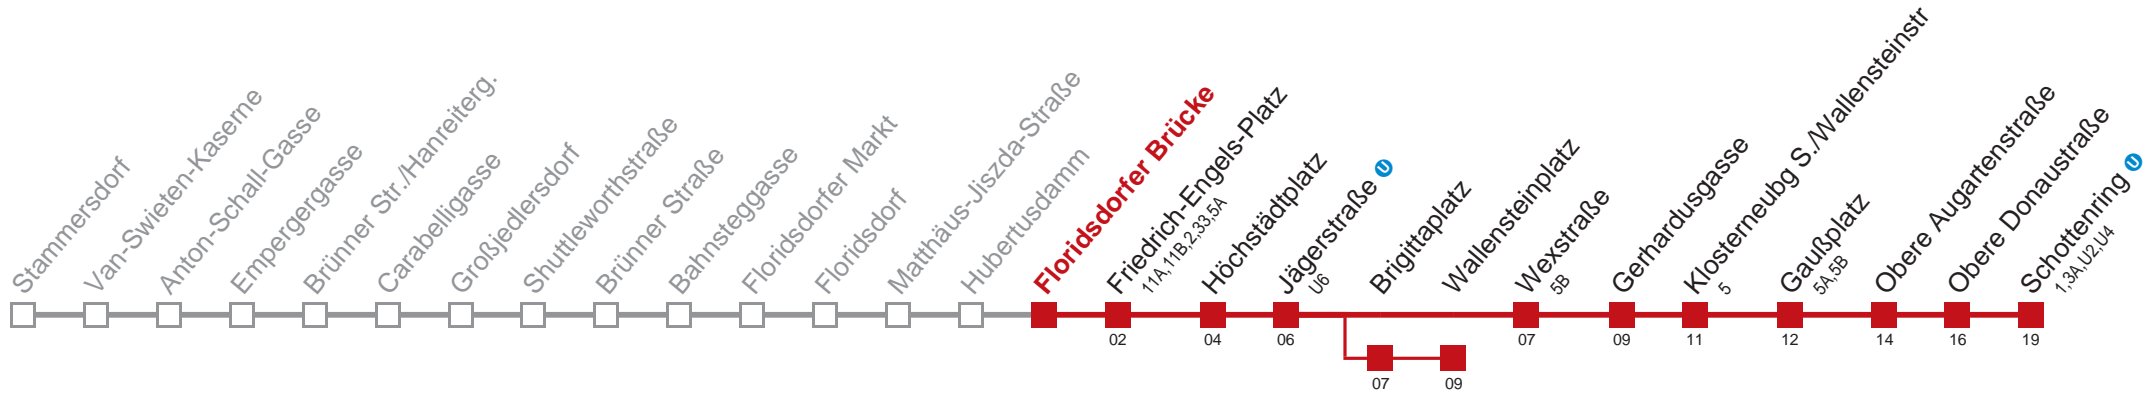 Stammersdorf
Van-Swieten-Kaserne
Anton-Schall-Gasse
Empergergasse
Brünner Str./Hanreiterg.
Carabelligasse
Großjedlersdorf
Shuttleworthstraße
Brünner Straße
Bahnsteggasse
Floridsdorfer Markt
Floridsdorf
Matthäus-Jiszda-Straße
Hubertusdamm
Floridsdorfer Brücke
Friedrich-Engels-Platz
11A,11B,2,33,5A
02
Höchstädtplatz
04
Jägerstraße U
U6
06
Brigittaplatz
07
Wallensteinplatz
09
Wexstraße
5B
07
Gerhardusgasse
09
Klosterneubg S./Wallensteinstr
5
11
Gaußplatz
5A,5B
12
Obere Augartenstraße
14
Obere Donaustraße
16
Schottenring U
1,3A,U2,U4
19